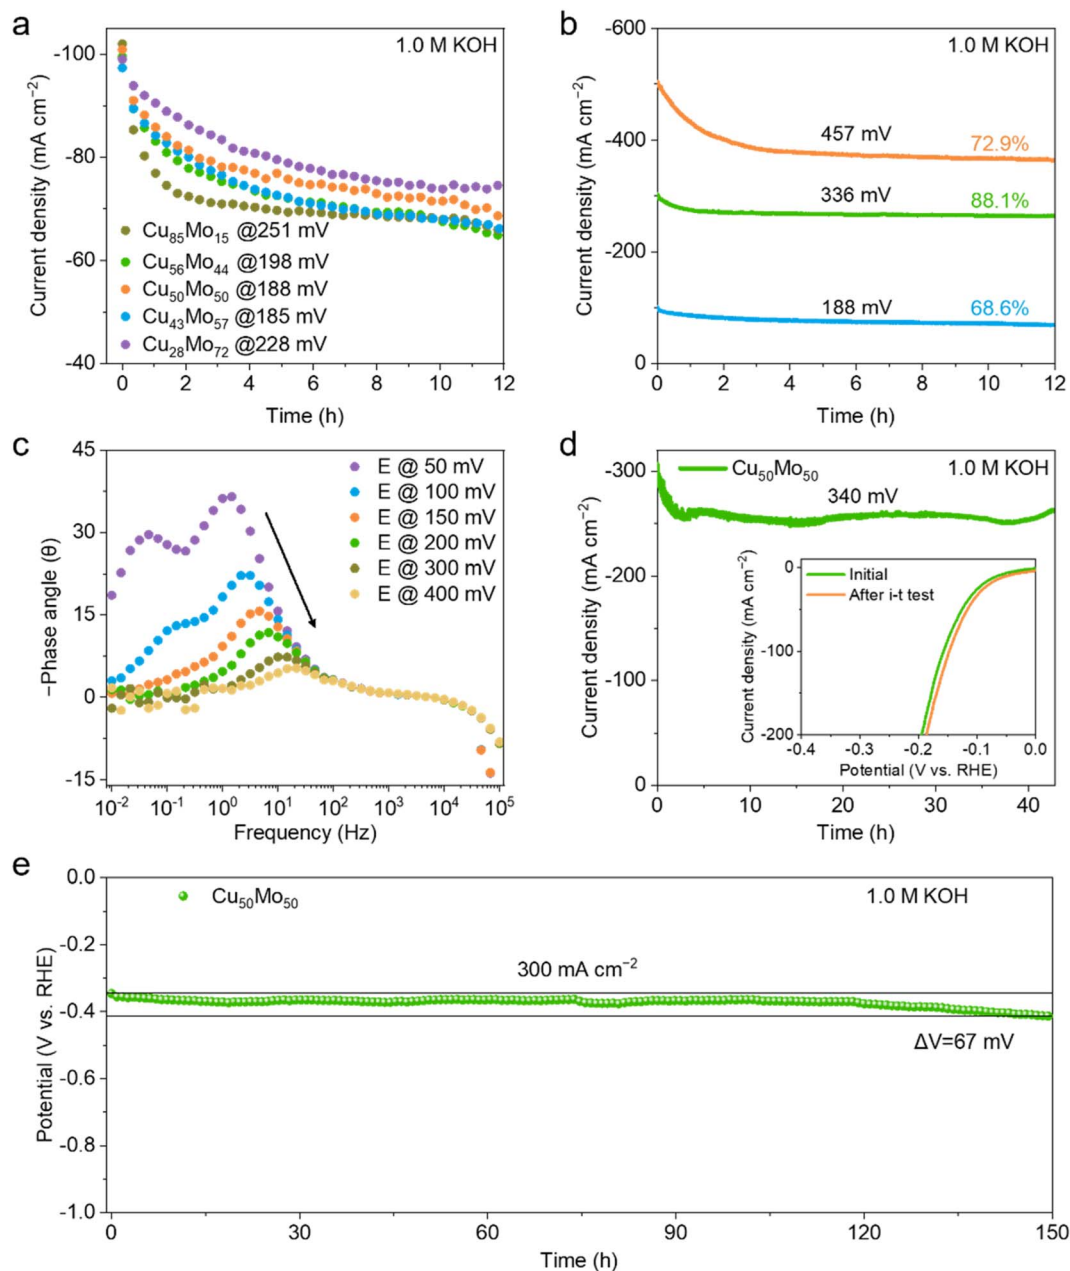 a
1.0 M KOH
Current density (mA cm⁻²)
-100
-80
-60
-40
Cu₈₅Mo₁₅ @251 mV
Cu₅₆Mo₄₄ @198 mV
Cu₅₀Mo₅₀ @188 mV
Cu₄₃Mo₅₇ @185 mV
Cu₂₈Mo₇₂ @228 mV
0 2 4 6 8 10 12
Time (h)
b
1.0 M KOH
Current density (mA cm⁻²)
-600
-400
-200
0
457 mV 72.9%
336 mV 88.1%
188 mV 68.6%
0 2 4 6 8 10 12
Time (h)
c
−Phase angle (θ)
45
30
15
0
-15
E @ 50 mV
E @ 100 mV
E @ 150 mV
E @ 200 mV
E @ 300 mV
E @ 400 mV
10⁻² 10⁻¹ 10⁰ 10¹ 10² 10³ 10⁴ 10⁵
Frequency (Hz)
d
Cu₅₀Mo₅₀ 1.0 M KOH
340 mV
Current density (mA cm⁻²)
-300
-200
-100
0
Current density (mA cm⁻²)
0
-100
-200
Initial
After i-t test
-0.4 -0.3 -0.2 -0.1 0.0
Potential (V vs. RHE)
0 10 20 30 40
Time (h)
e
Cu₅₀Mo₅₀ 1.0 M KOH
Potential (V vs. RHE)
0.0
-0.2
-0.4
-0.6
-0.8
-1.0
300 mA cm⁻²
ΔV=67 mV
0 30 60 90 120 150
Time (h)